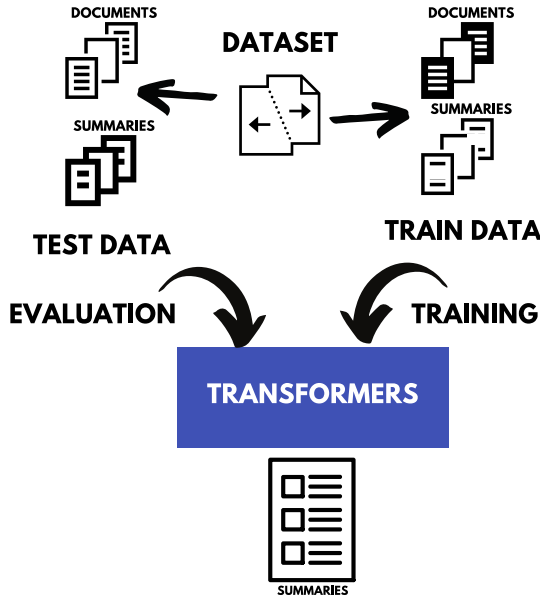 DOCUMENTS
DATASET
DOCUMENTS
SUMMARIES
SUMMARIES
TEST DATA
TRAIN DATA
EVALUATION
TRAINING
TRANSFORMERS
SUMMARIES